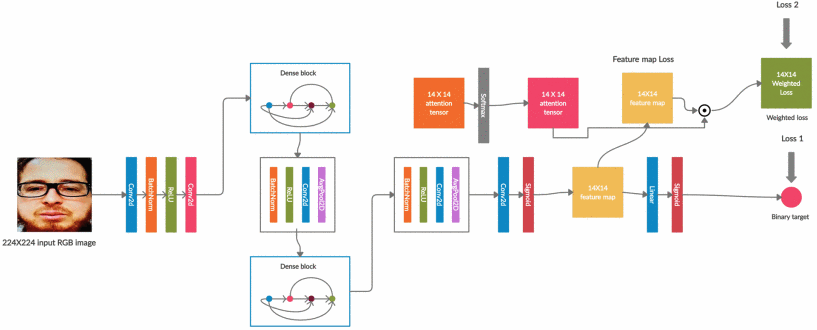 Loss 2
Feature map Loss
Dense block
14 X 14
attention
tensor
Softmax
14 X 14
attention
tensor
14X14
feature map
14X14
Weighted
Loss
Weighted loss
Loss 1
Conv2d
BatchNorm
ReLU
Conv2d
BatchNorm
ReLU
Conv2d
AvgPool2D
BatchNorm
ReLU
Conv2d
AvgPool2D
Conv2d
Sigmoid
14X14
feature map
Linear
Sigmoid
Binary target
224X224 input RGB image
Dense block